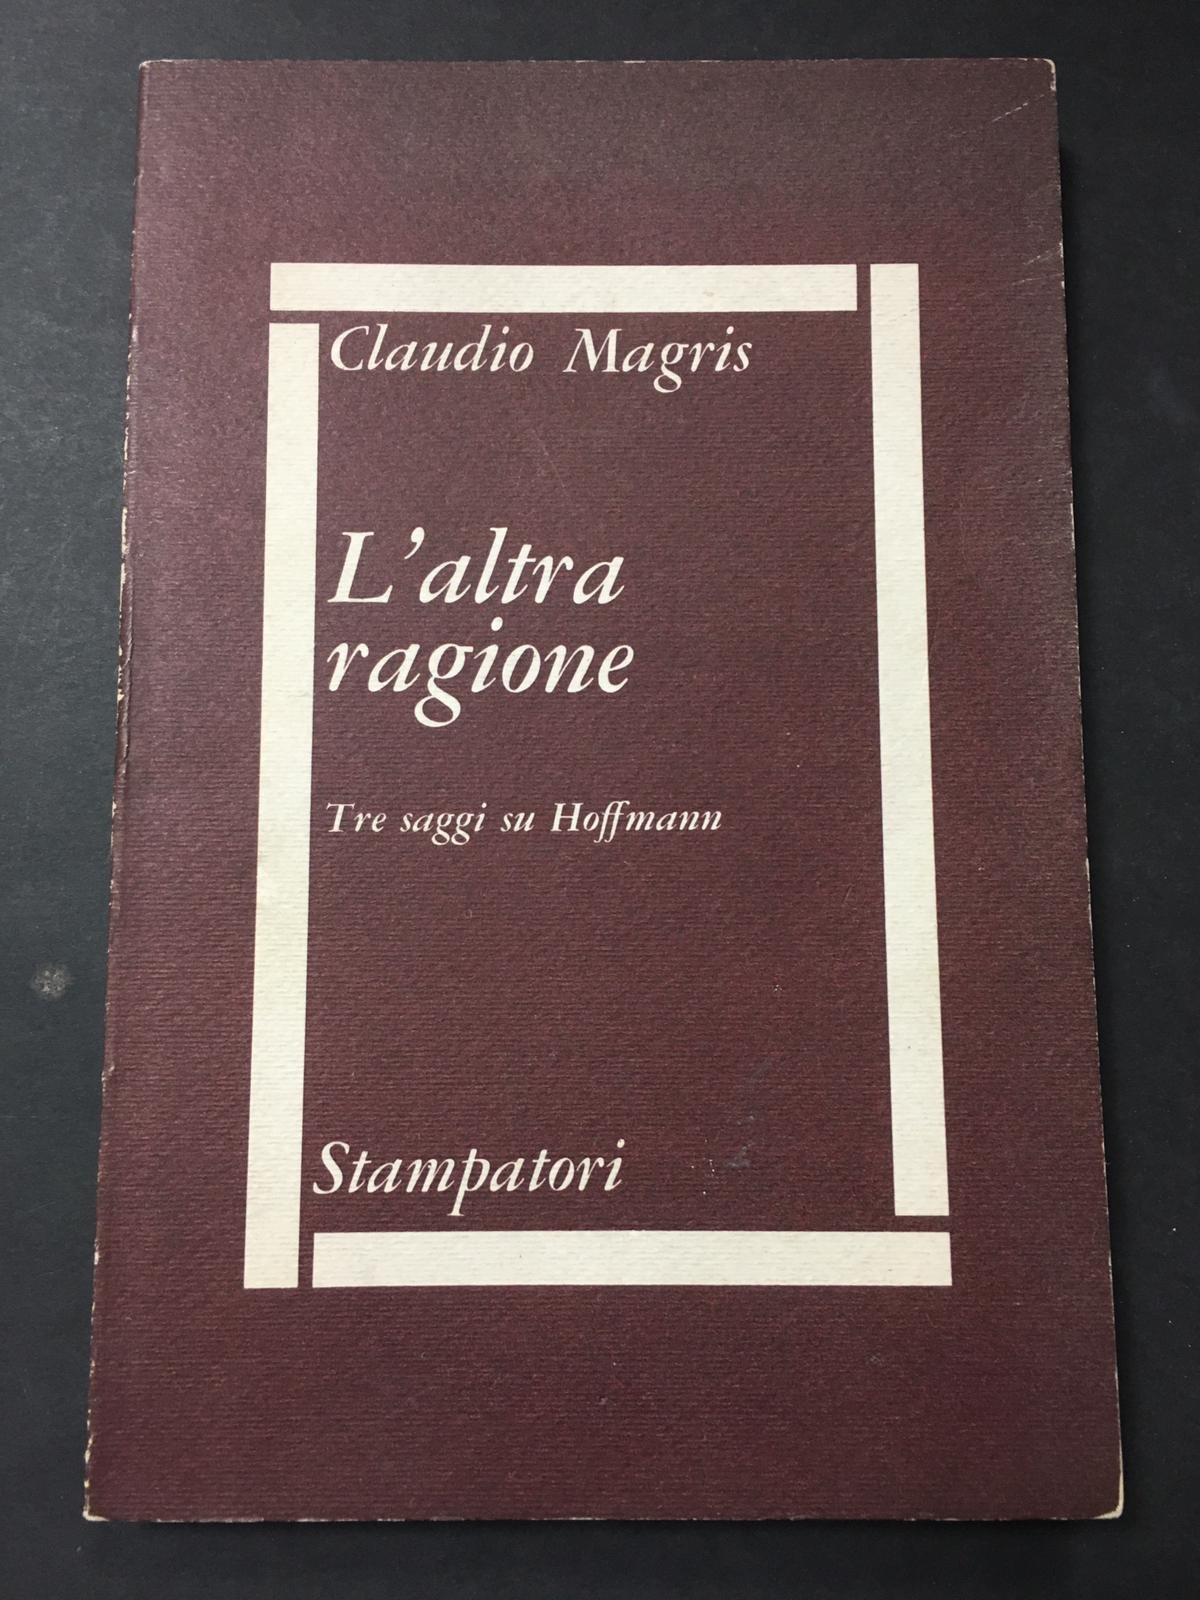 Claudio Magris
L'altra
ragione
Tre saggi su Hoffmann
Stampatori